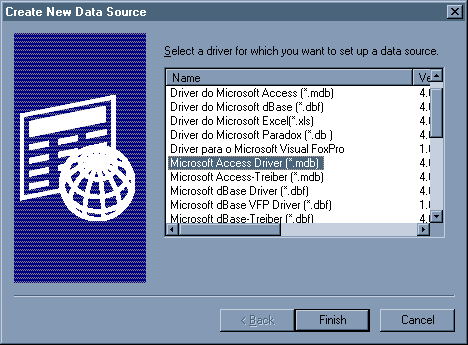 Create New Data Source
Select a driver for which you want to set up a data source.
Name Ve
Driver do Microsoft Access (*.mdb) 4.0
Driver do Microsoft dBase (*.dbf) 4.0
Driver do Microsoft Excel(*.xls) 4.0
Driver do Microsoft Paradox (*.db ) 4.0
Driver para o Microsoft Visual FoxPro 1.0
Microsoft Access Driver (*.mdb) 4.0
Microsoft Access-Treiber (*.mdb) 4.0
Microsoft dBase Driver (*.dbf) 4.0
Microsoft dBase VFP Driver (*.dbf) 1.0
Microsoft dBase-Treiber (*.dbf) 4.0
< Back Finish Cancel